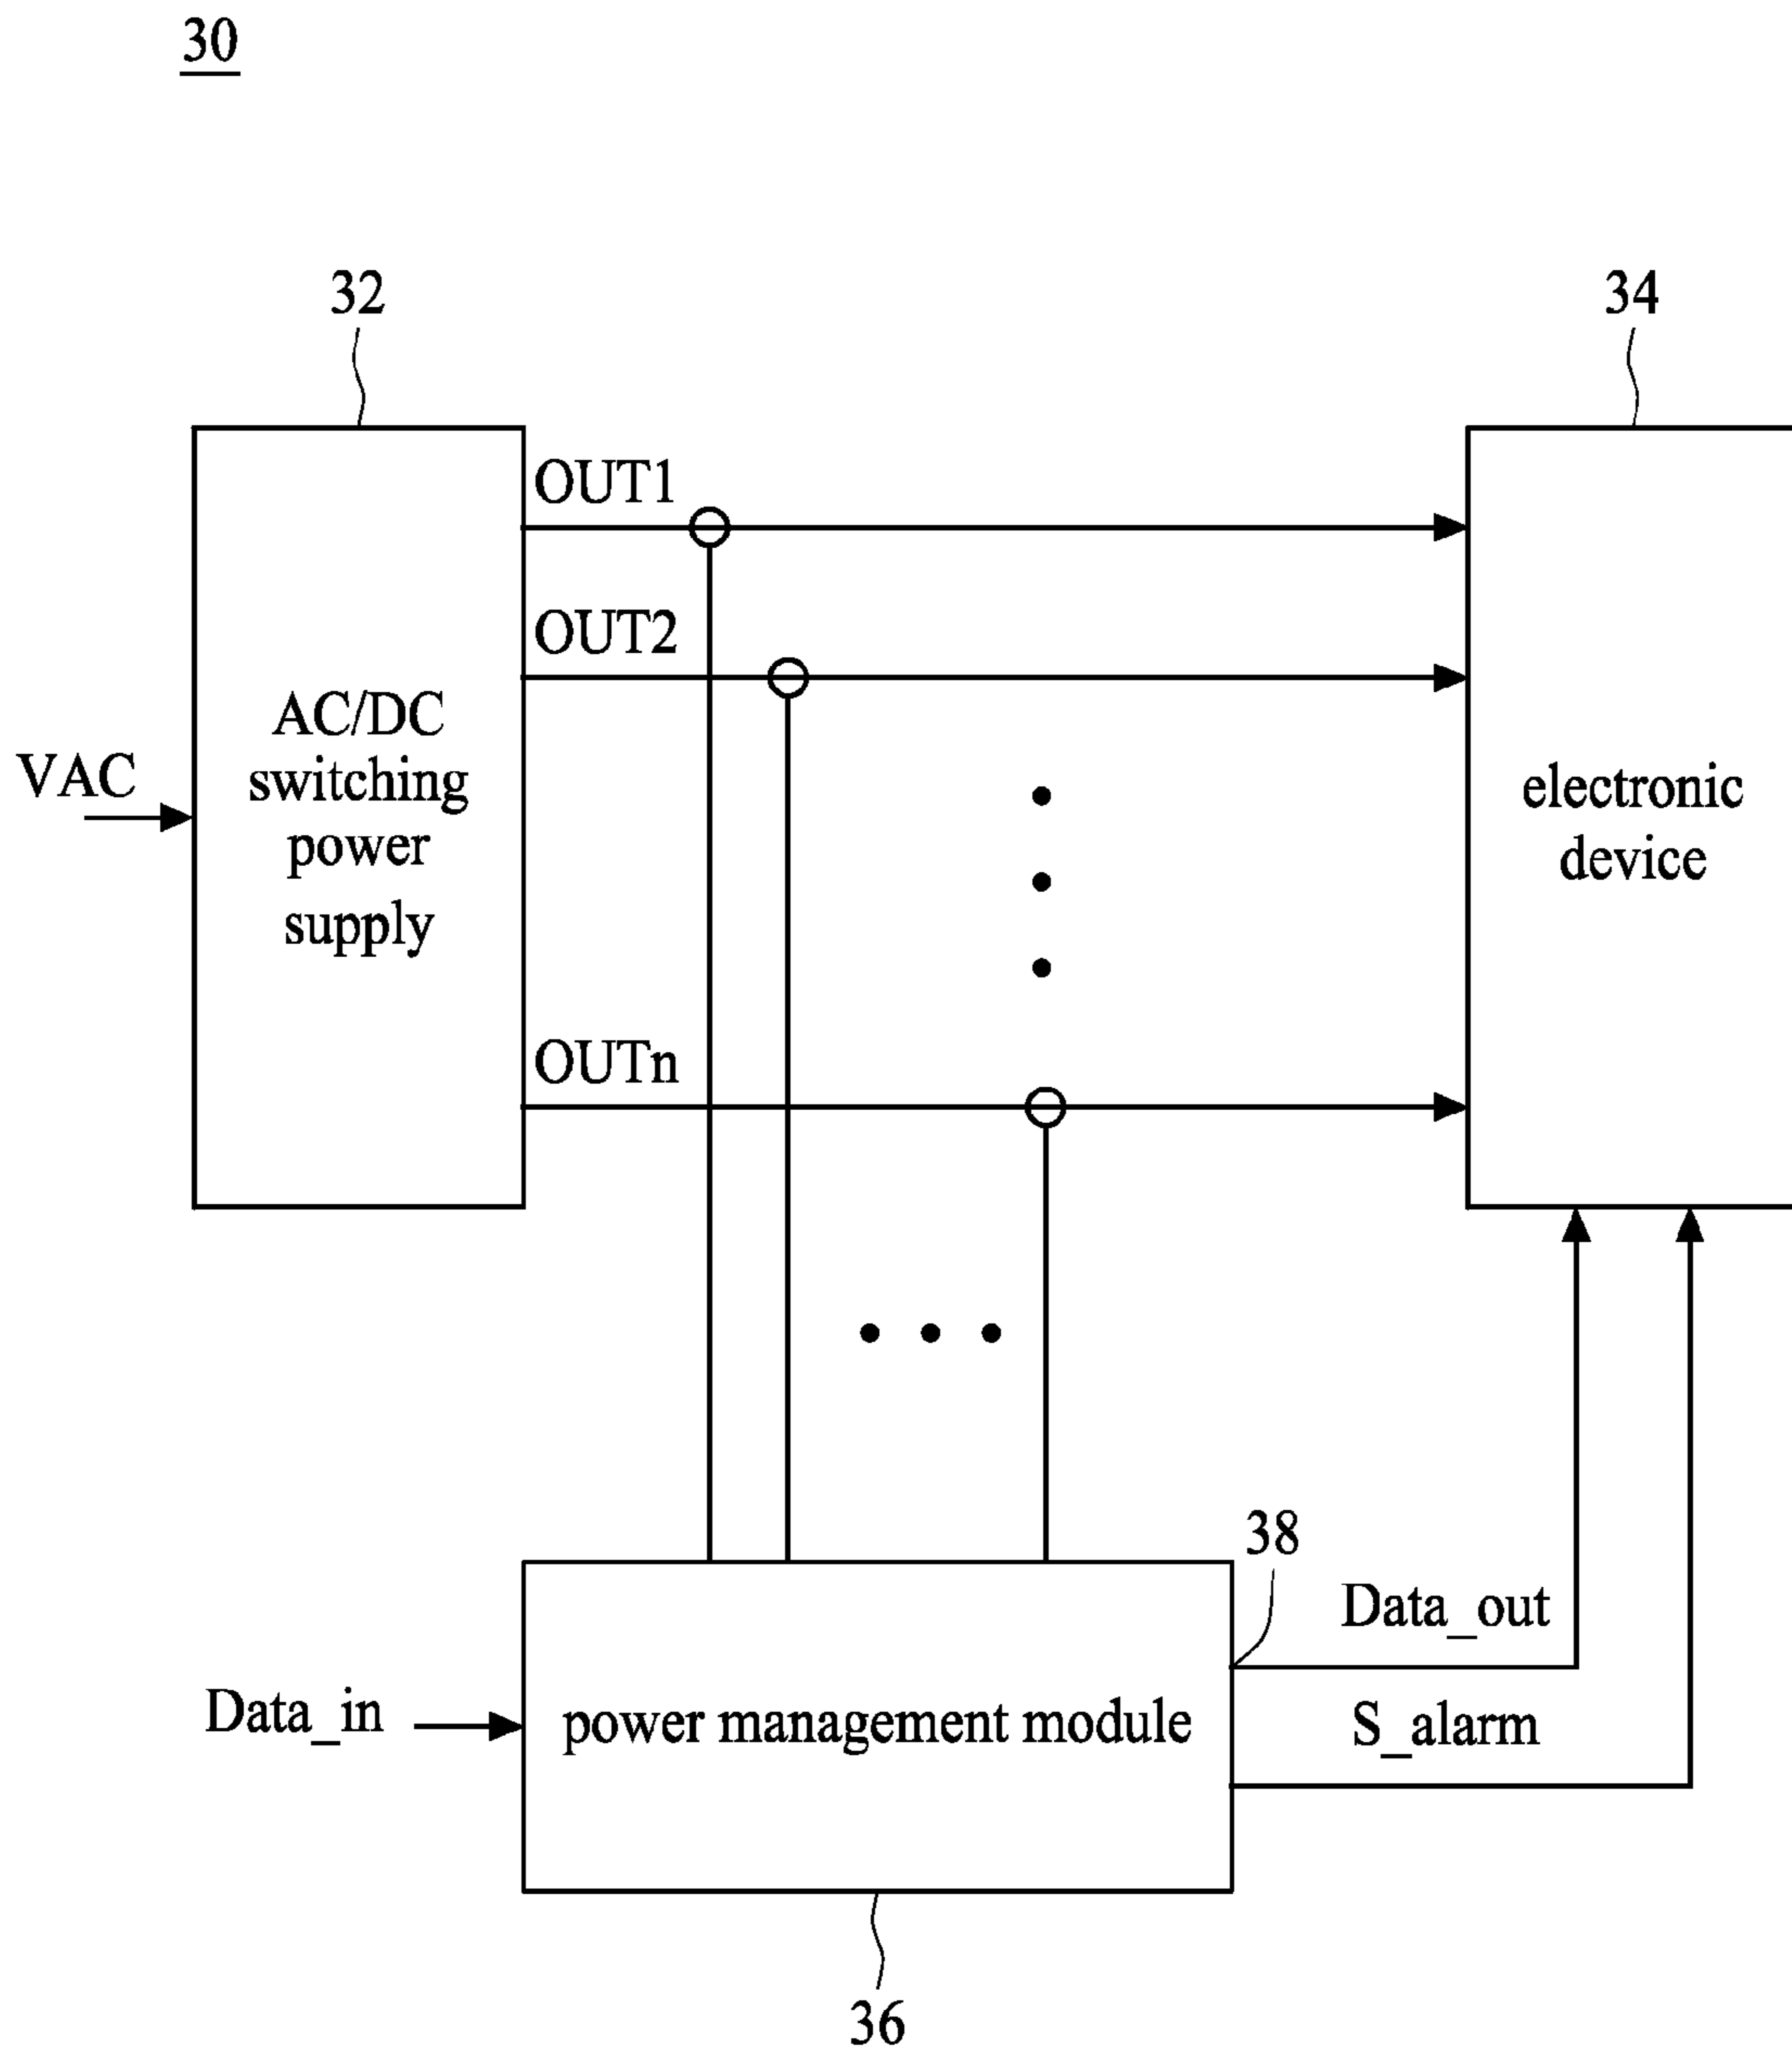 30
32
34
OUT1
OUT2
AC/DC
switching
power
supply
VAC
electronic
device
OUTn
38
Data_out
Data_in
power management module
S_alarm
36